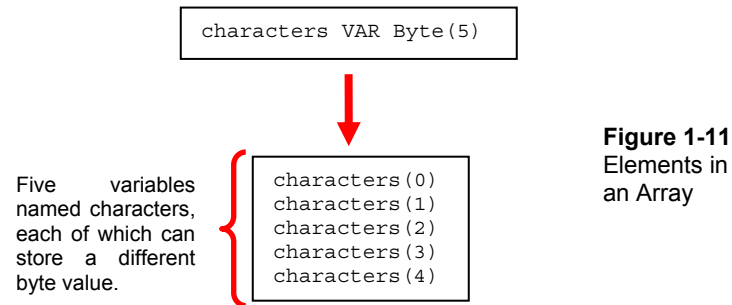 characters VAR Byte(5)
Figure 1-11
Elements in
an Array
Five variables
named characters,
each of which can
store a different
byte value.
characters(0)
characters(1)
characters(2)
characters(3)
characters(4)